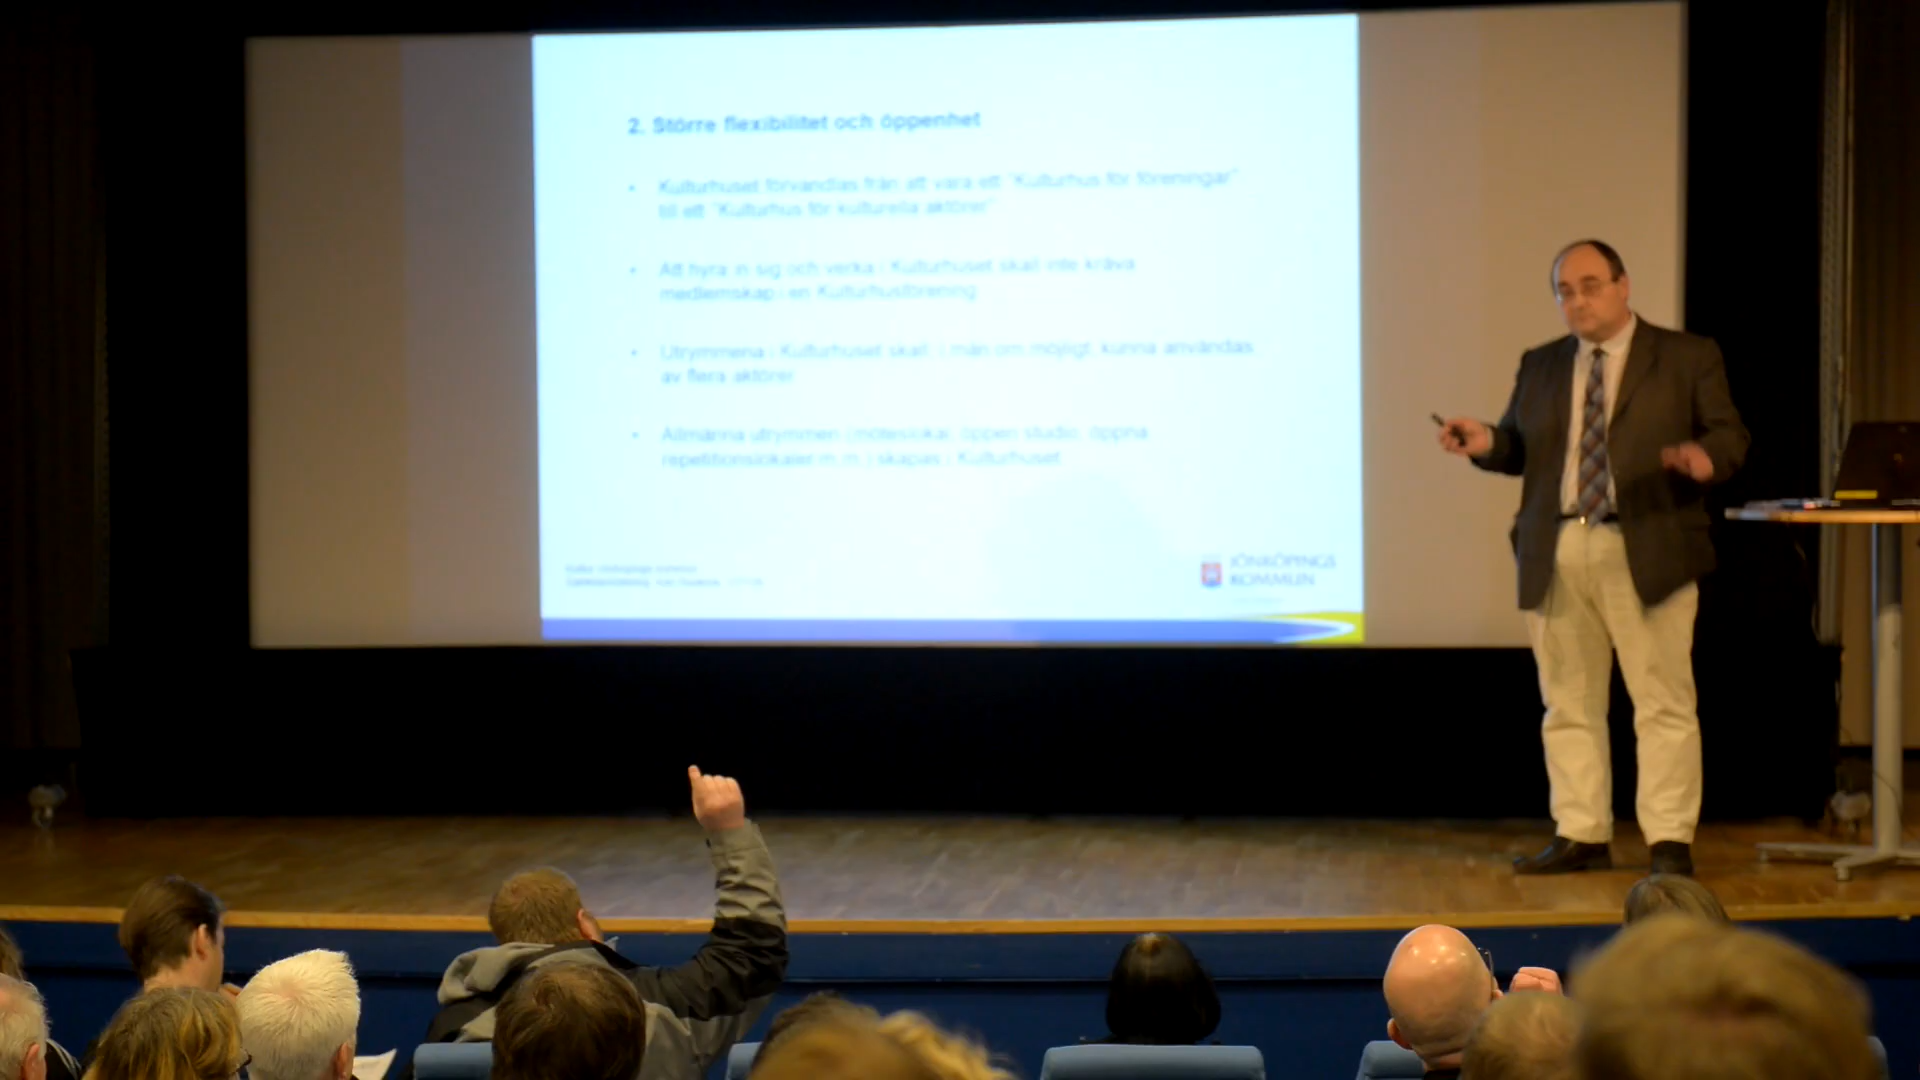 2. Större flexibilitet och öppenhet
• Kulturhuset förvandlas från att vara ett "Kulturhus för föreningar"
till ett "Kulturhus för kulturella aktörer"
• Att hyra in sig och verka i Kulturhuset skall inte kräva
medlemskap i en Kulturhusförening
• Utrymmena i Kulturhuset skall, i mån om möjligt, kunna användas
av flera aktörer
• Allmänna utrymmen (möteslokal, öppen studio, öppna
repetitionslokaler m.m.) skapas i Kulturhuset
JÖNKÖPINGS
KOMMUN